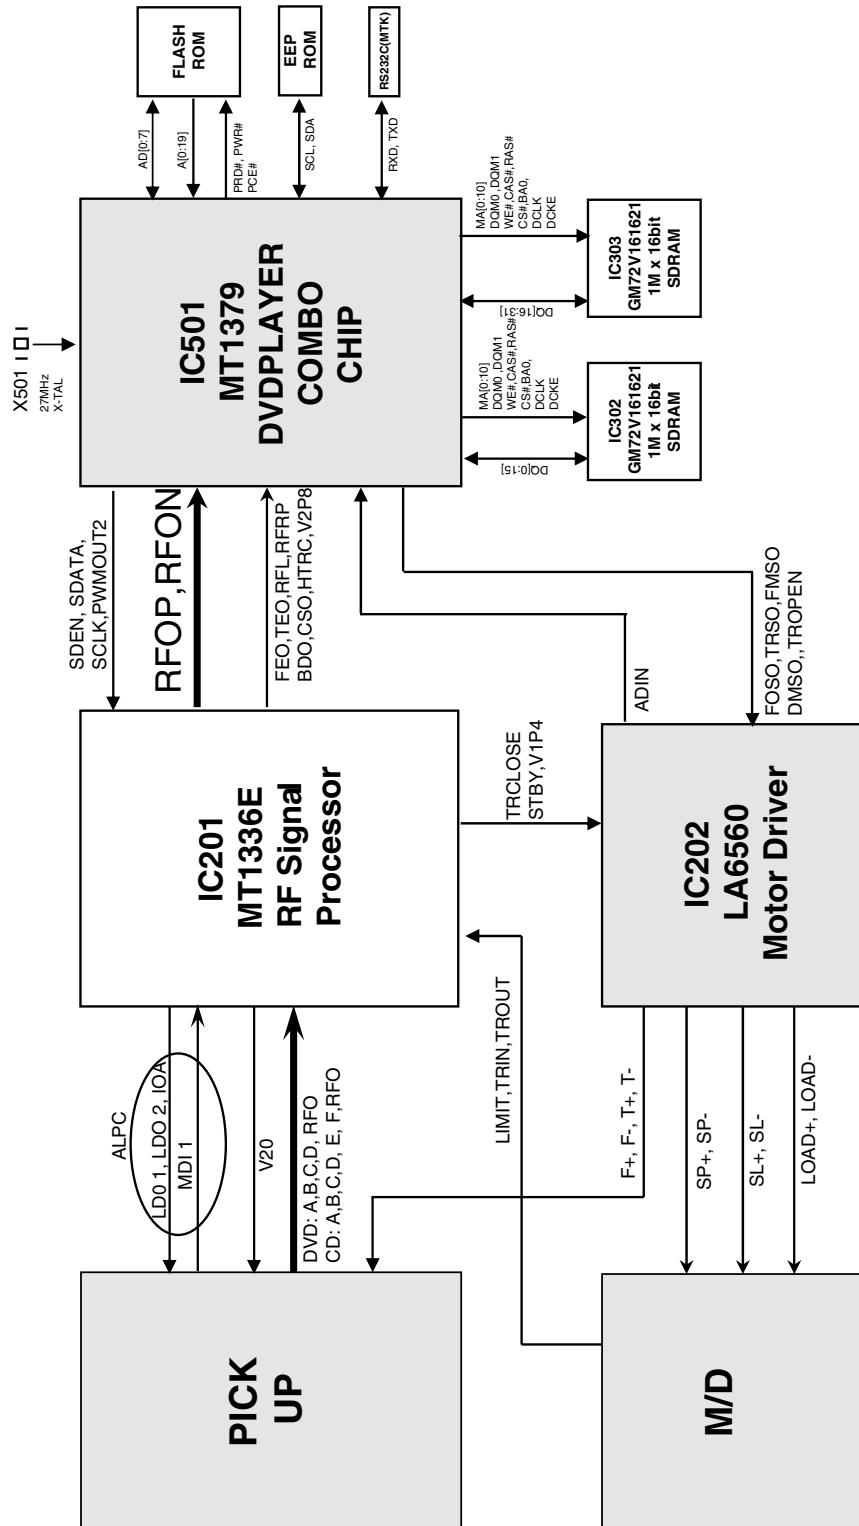 PICK
UP
M/D
ALPC
LD0 1, LDO 2, IOA
MDI 1
V20
DVD: A,B,C,D, RFO
CD: A,B,C,D, E, F,RFO
LIMIT,TRIN,TROUT
F+, F-, T+, T-
SP+, SP-
SL+, SL-
LOAD+, LOAD-
IC201
MT1336E
RF Signal
Processor
IC202
LA6560
Motor Driver
TRCLOSE
STBY,V1P4
SDEN, SDATA,
SCLK,PWMOUT2
RFOP,RFON
FEO,TEO,RFL,RFRP
BDO,CSO,HTRC,V2P8
ADIN
FOSO,TRSO,FMSO
DMSO,,TROPEN
X501
27MHz
X-TAL
IC501
MT1379
DVDPLAYER
COMBO
CHIP
DQ[0:15]
MA[0:10]
DQM0 ,DQM1
WE#,CAS#,RAS#
CS#,BA0,
DCLK
DCKE
IC302
GM72V161621
1M x 16bit
SDRAM
DQ[16:31]
MA[0:10]
DQM0 ,DQM1
WE#,CAS#,RAS#
CS#,BA0,
DCLK
DCKE
IC303
GM72V161621
1M x 16bit
SDRAM
AD[0:7]
A[0:19]
PRD#, PWR#
PCE#
FLASH
ROM
SCL, SDA
EEP
ROM
RXD, TXD
RS232C(MTK)